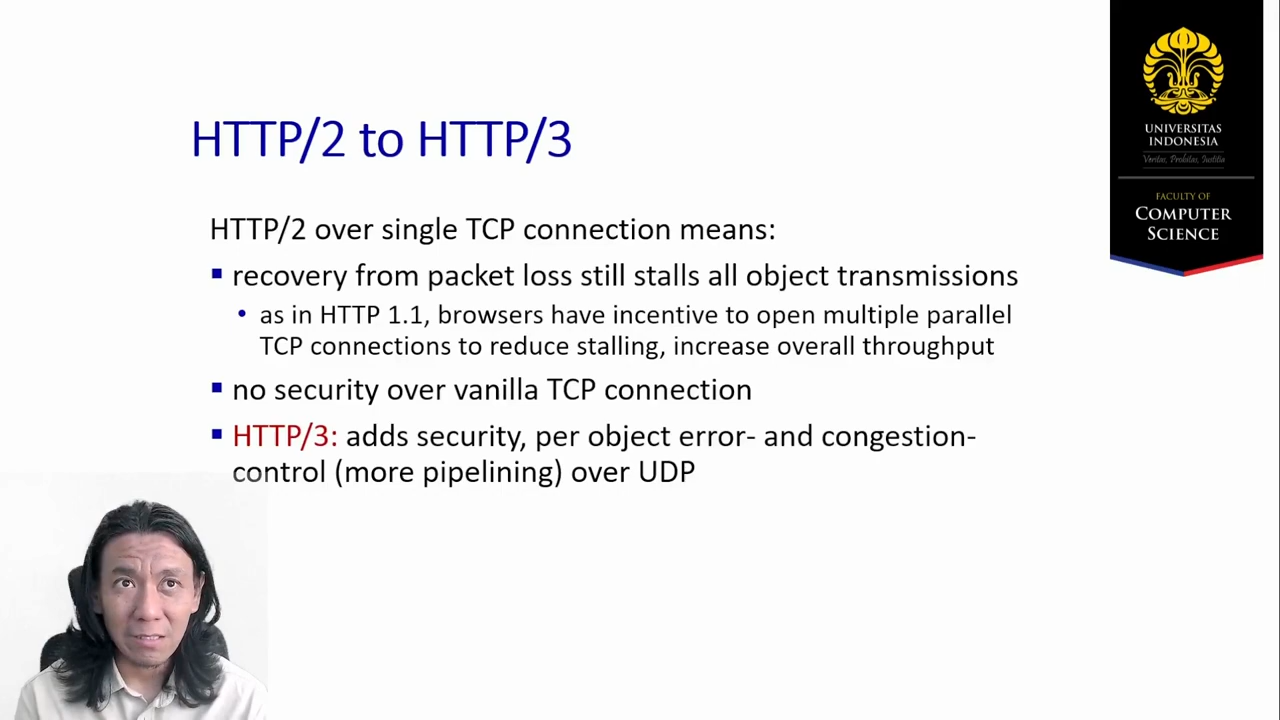 HTTP/2 to HTTP/3
HTTP/2 over single TCP connection means:
recovery from packet loss still stalls all object transmissions
as in HTTP 1.1, browsers have incentive to open multiple parallel
TCP connections to reduce stalling, increase overall throughput
no security over vanilla TCP connection
HTTP/3: adds security, per object error- and congestion-
control (more pipelining) over UDP
UNIVERSITAS
INDONESIA
Veritas, Probitas, Iustitia
FACULTY OF
COMPUTER
SCIENCE